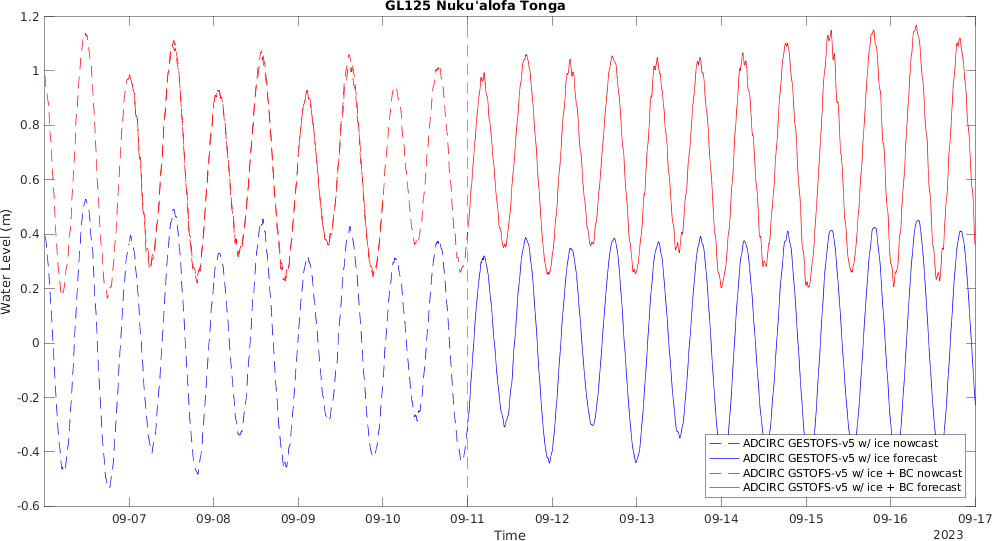 GL125 Nuku'alofa Tonga
Water Level (m)
1.2
1
0.8
0.6
0.4
0.2
0
-0.2
-0.4
-0.6
ADCIRC GESTOFS-v5 w/ ice nowcast
ADCIRC GESTOFS-v5 w/ ice forecast
ADCIRC GSTOFS-v5 w/ ice + BC nowcast
ADCIRC GSTOFS-v5 w/ ice + BC forecast
09-07 09-08 09-09 09-10 09-11 09-12 09-13 09-14 09-15 09-16 09-17
Time
2023